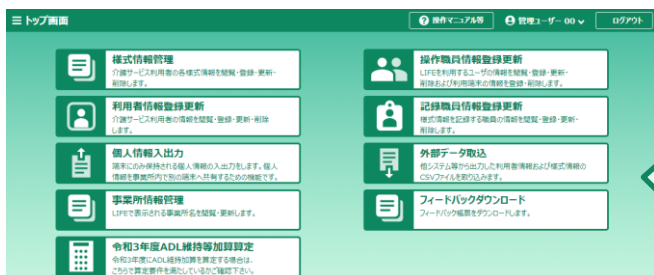 トップ画面
操作マニュアル等
管理ユーザー 00
ログアウト
様式情報管理
介護サービス利用者の各様式情報を閲覧・登録・更新・
削除します。
操作職員情報登録更新
LIFEを利用するユーザの情報を閲覧・登録・更新・
削除および利用端末の情報を登録・削除します。
利用者情報登録更新
介護サービス利用者の情報を閲覧・登録・更新・削除
します。
記録職員情報登録更新
様式情報を記録する職員の情報を閲覧・登録・更新・
削除します。
個人情報入出力
端末にのみ保持される個人情報の入出力をします。個人
情報を事業所内で別の端末へ共有するための機能です。
外部データ取込
他システム等から出力した利用者情報および様式情報の
CSVファイルを取り込みます。
事業所情報管理
LIFEで表示される事業所名を閲覧・更新します。
フィードバックダウンロード
フィードバック帳票をダウンロードします。
令和3年度ADL維持等加算算定
令和3年度にADL維持加算を算定する場合は、
こちらで算定要件を満たしているかご確認下さい。